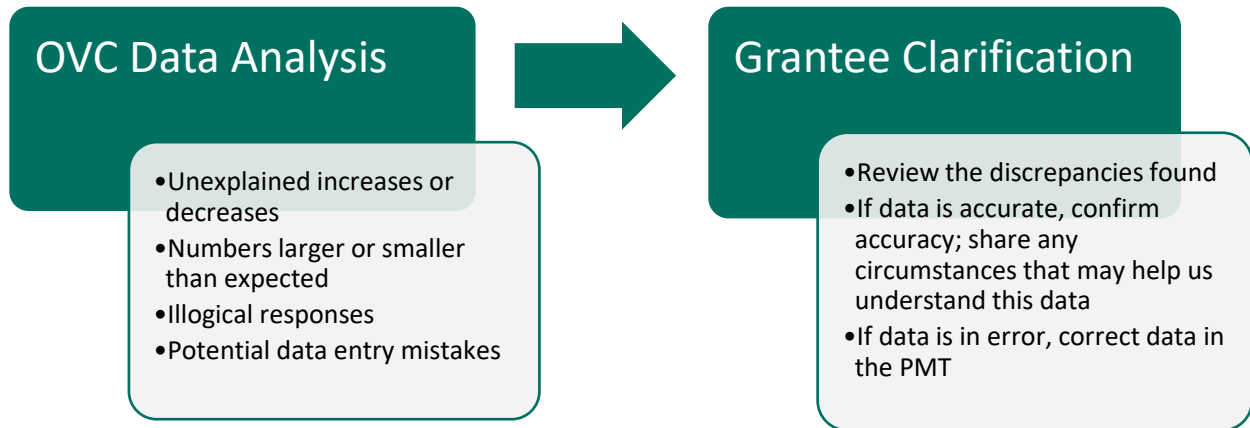 OVC Data Analysis
•Unexplained increases or
decreases
•Numbers larger or smaller
than expected
•Illogical responses
•Potential data entry mistakes
Grantee Clarification
•Review the discrepancies found
•If data is accurate, confirm
accuracy; share any
circumstances that may help us
understand this data
•If data is in error, correct data in
the PMT